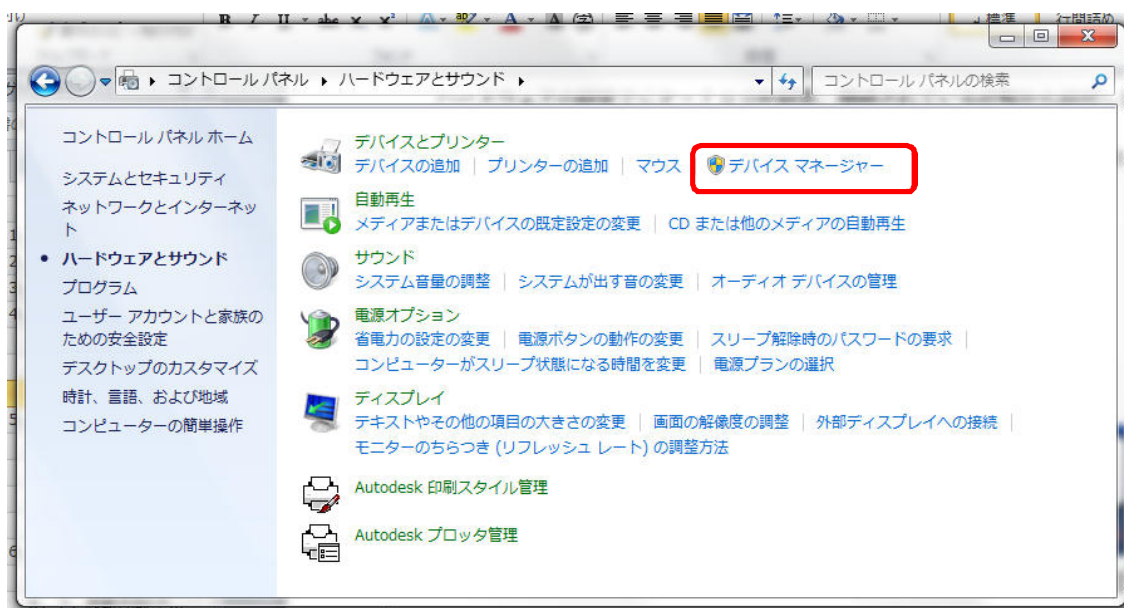 標準 行間詰め
コントロール パネル ハードウェアとサウンド コントロール パネルの検索
コントロール パネル ホーム
システムとセキュリティ
ネットワークとインターネッ
ト
ハードウェアとサウンド
プログラム
ユーザー アカウントと家族の
ための安全設定
デスクトップのカスタマイズ
時計、言語、および地域
コンピューターの簡単操作
デバイスとプリンター
デバイスの追加 | プリンターの追加 | マウス | デバイス マネージャー
自動再生
メディアまたはデバイスの既定設定の変更 | CD または他のメディアの自動再生
サウンド
システム音量の調整 | システムが出す音の変更 | オーディオ デバイスの管理
電源オプション
省電力の設定の変更 | 電源ボタンの動作の変更 | スリープ解除時のパスワードの要求 |
コンピューターがスリープ状態になる時間を変更 | 電源プランの選択
ディスプレイ
テキストやその他の項目の大きさの変更 | 画面の解像度の調整 | 外部ディスプレイへの接続 |
モニターのちらつき (リフレッシュ レート) の調整方法
Autodesk 印刷スタイル管理
Autodesk プロッタ管理